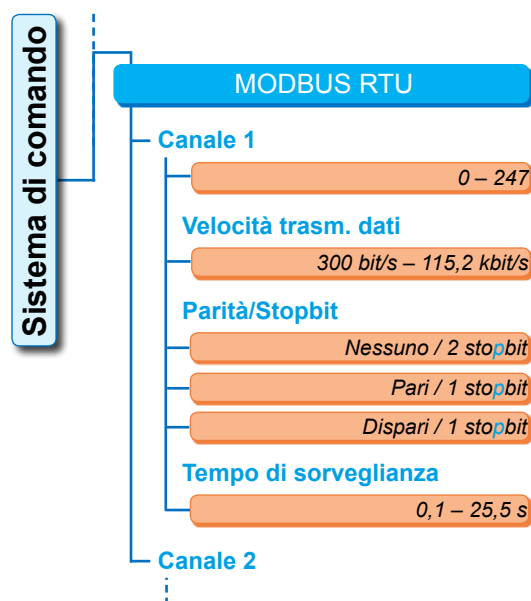 Sistema di comando
MODBUS RTU
Canale 1
0 – 247
Velocità trasm. dati
300 bit/s – 115,2 kbit/s
Parità/Stopbit
Nessuno / 2 stopbit
Pari / 1 stopbit
Dispari / 1 stopbit
Tempo di sorveglianza
0,1 – 25,5 s
Canale 2